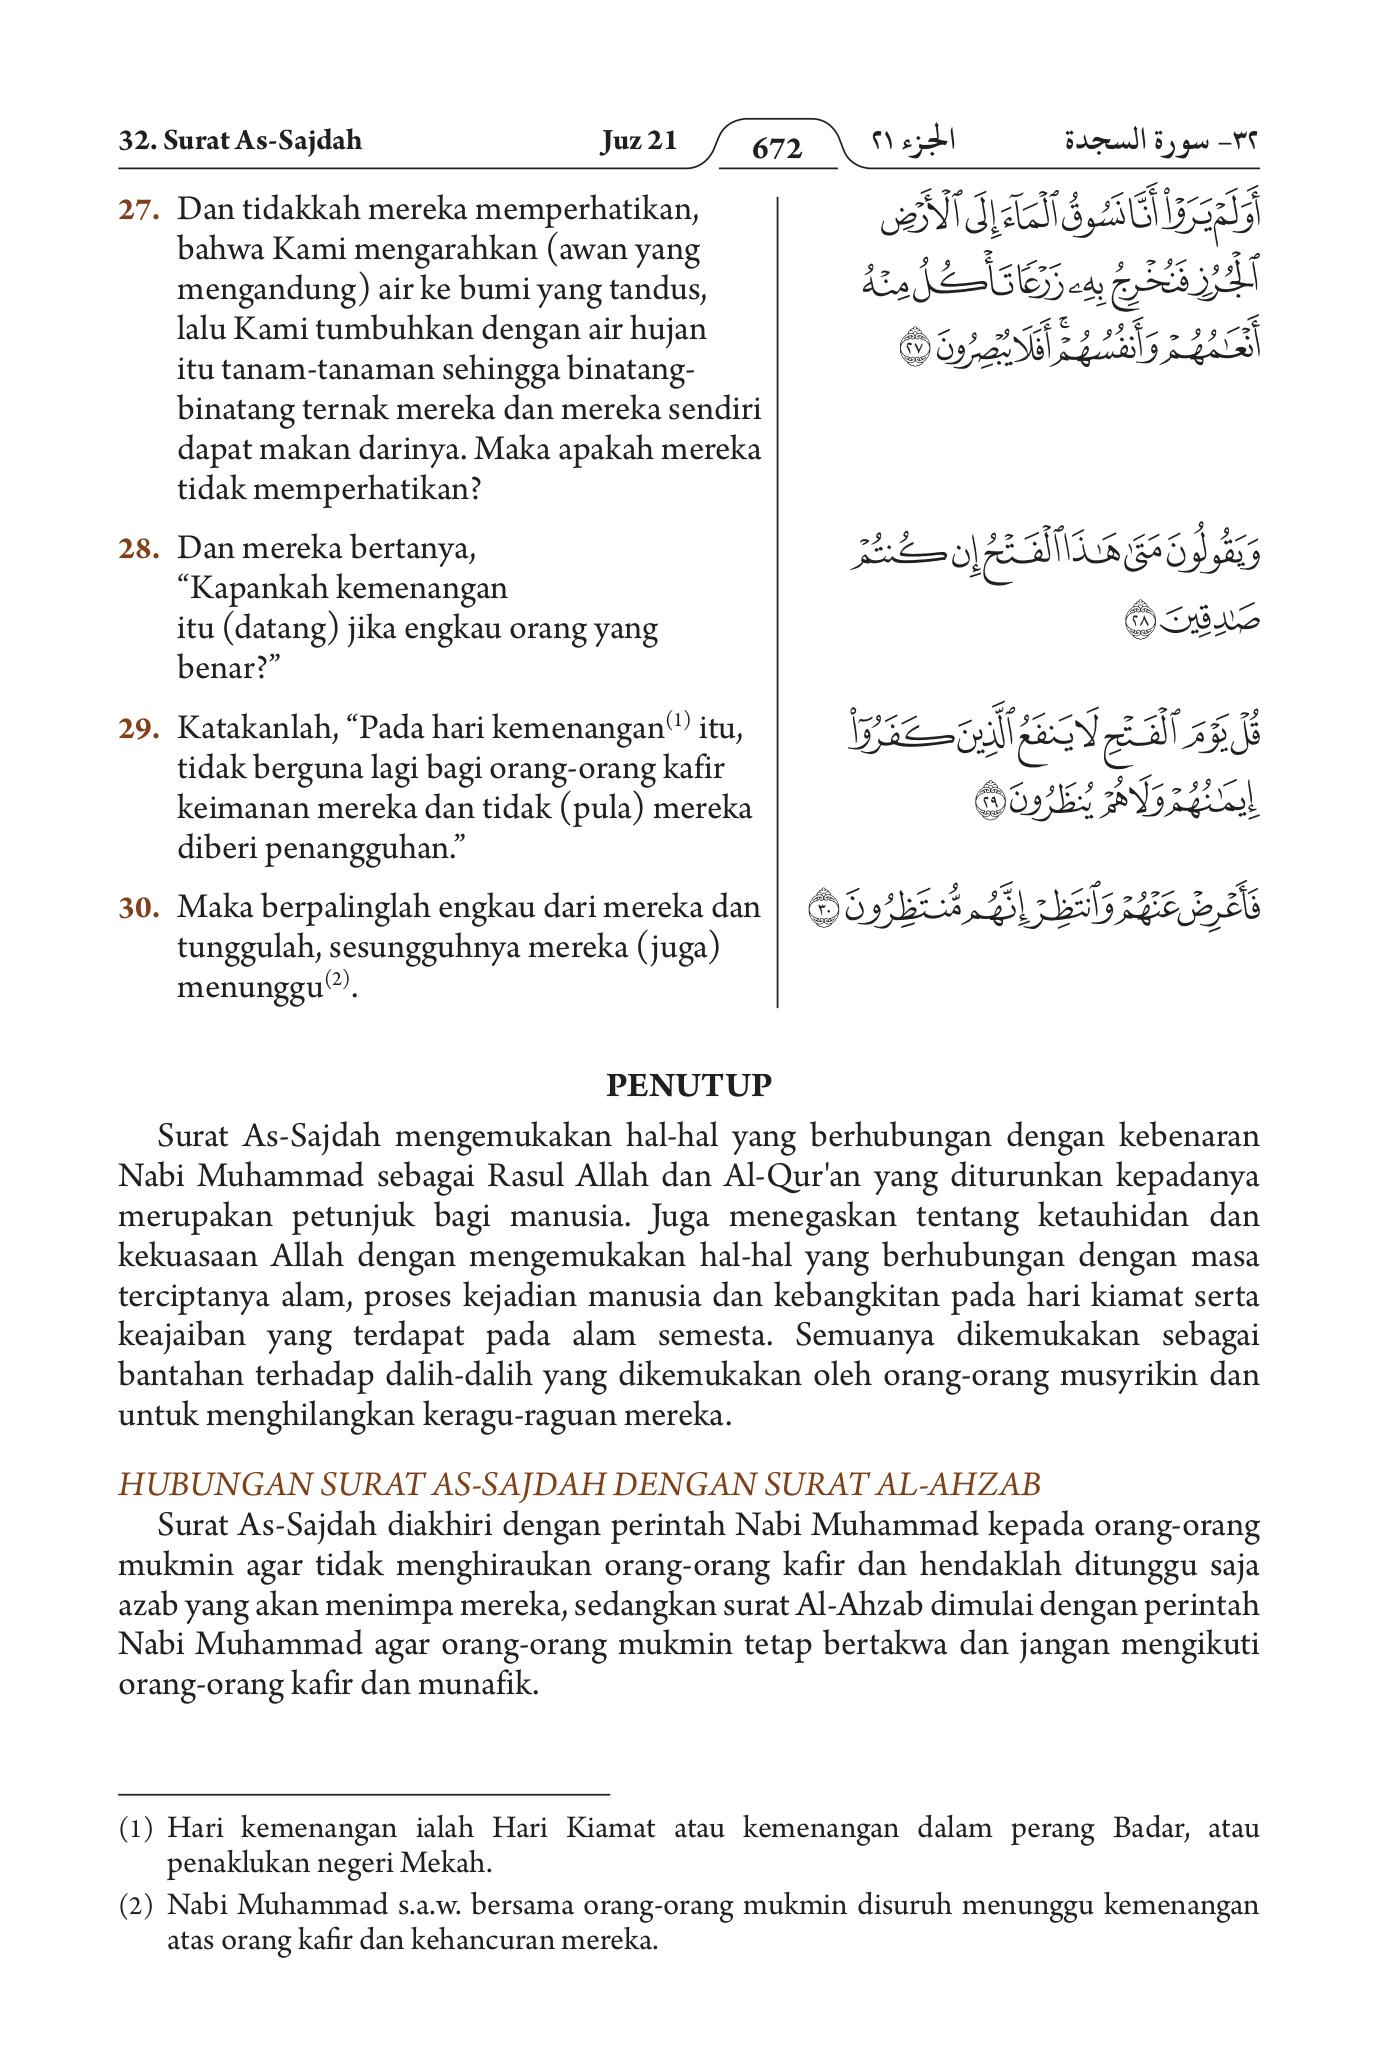 32. Surat As-Sajdah Juz 21 672 الجزء ٢١ ٣٢- سورة السجدة
27. Dan tidakkah mereka memperhatikan,
bahwa Kami mengarahkan (awan yang
mengandung) air ke bumi yang tandus,
lalu Kami tumbuhkan dengan air hujan
itu tanam-tanaman sehingga binatang-
binatang ternak mereka dan mereka sendiri
dapat makan darinya. Maka apakah mereka
tidak memperhatikan?
أَوَلَمْ يَرَوْا۟ أَنَّا نَسُوقُ ٱلْمَآءَ إِلَى ٱلْأَرْضِ
ٱلْجُرُزِ فَنُخْرِجُ بِهِۦ زَرْعًا تَأْكُلُ مِنْهُ
أَنْعَـٰمُهُمْ وَأَنفُسُهُمْ ۖ أَفَلَا يُبْصِرُونَ ٢٧
28. Dan mereka bertanya,
“Kapankah kemenangan
itu (datang) jika engkau orang yang
benar?”
وَيَقُولُونَ مَتَىٰ هَـٰذَا ٱلْفَتْحُ إِن كُنتُمْ
صَـٰدِقِينَ ٢٨
29. Katakanlah, “Pada hari kemenangan(1) itu,
tidak berguna lagi bagi orang-orang kafir
keimanan mereka dan tidak (pula) mereka
diberi penangguhan.”
قُلْ يَوْمَ ٱلْفَتْحِ لَا يَنفَعُ ٱلَّذِينَ كَفَرُوٓا۟
إِيمَـٰنُهُمْ وَلَا هُمْ يُنظَرُونَ ٢٩
30. Maka berpalinglah engkau dari mereka dan
tunggulah, sesungguhnya mereka (juga)
menunggu(2).
فَأَعْرِضْ عَنْهُمْ وَٱنتَظِرْ إِنَّهُم مُّنتَظِرُونَ ٣٠
PENUTUP
Surat As-Sajdah mengemukakan hal-hal yang berhubungan dengan kebenaran
Nabi Muhammad sebagai Rasul Allah dan Al-Qur'an yang diturunkan kepadanya
merupakan petunjuk bagi manusia. Juga menegaskan tentang ketauhidan dan
kekuasaan Allah dengan mengemukakan hal-hal yang berhubungan dengan masa
terciptanya alam, proses kejadian manusia dan kebangkitan pada hari kiamat serta
keajaiban yang terdapat pada alam semesta. Semuanya dikemukakan sebagai
bantahan terhadap dalih-dalih yang dikemukakan oleh orang-orang musyrikin dan
untuk menghilangkan keragu-raguan mereka.
HUBUNGAN SURAT AS-SAJDAH DENGAN SURAT AL-AHZAB
Surat As-Sajdah diakhiri dengan perintah Nabi Muhammad kepada orang-orang
mukmin agar tidak menghiraukan orang-orang kafir dan hendaklah ditunggu saja
azab yang akan menimpa mereka, sedangkan surat Al-Ahzab dimulai dengan perintah
Nabi Muhammad agar orang-orang mukmin tetap bertakwa dan jangan mengikuti
orang-orang kafir dan munafik.
(1) Hari kemenangan ialah Hari Kiamat atau kemenangan dalam perang Badar, atau
penaklukan negeri Mekah.
(2) Nabi Muhammad s.a.w. bersama orang-orang mukmin disuruh menunggu kemenangan
atas orang kafir dan kehancuran mereka.